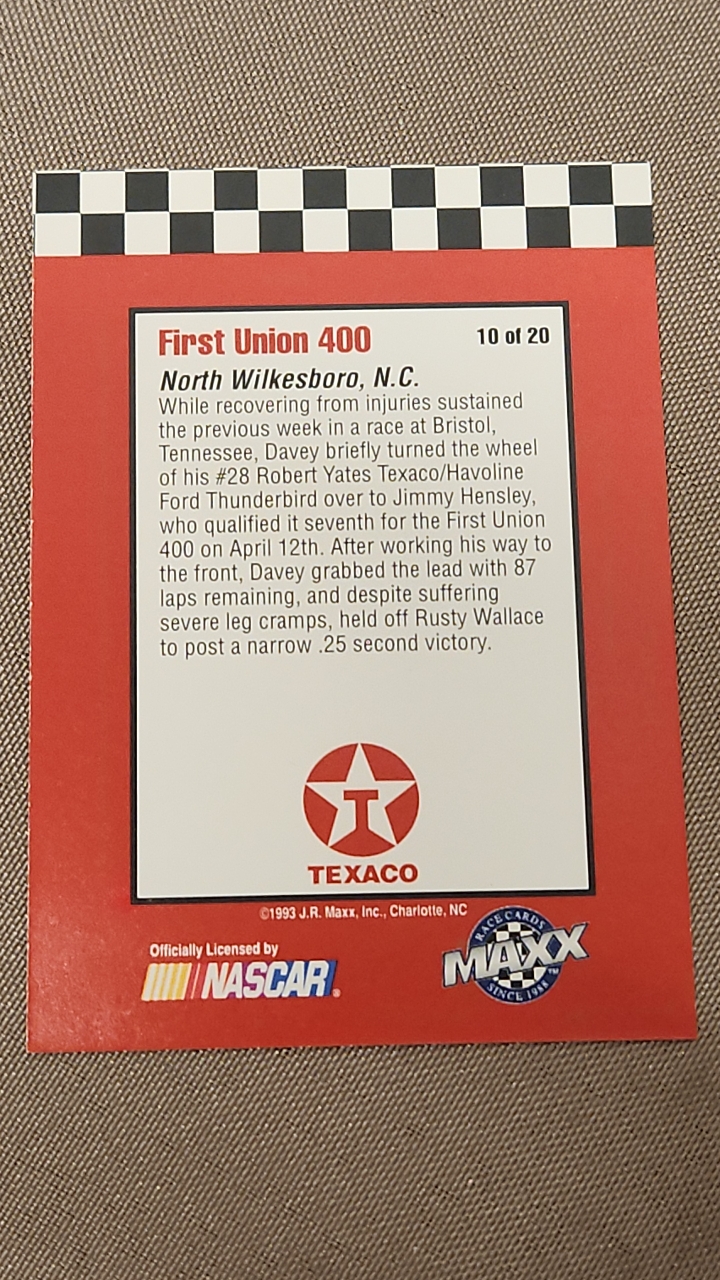 First Union 400 10 of 20
North Wilkesboro, N.C.
While recovering from injuries sustained
the previous week in a race at Bristol,
Tennessee, Davey briefly turned the wheel
of his #28 Robert Yates Texaco/Havoline
Ford Thunderbird over to Jimmy Hensley,
who qualified it seventh for the First Union
400 on April 12th. After working his way to
the front, Davey grabbed the lead with 87
laps remaining, and despite suffering
severe leg cramps, held off Rusty Wallace
to post a narrow .25 second victory.
T
TEXACO
©1993 J.R. Maxx, Inc., Charlotte, NC
Officially Licensed by
NASCAR®
RACE CARDS
MAXX™
SINCE 1988